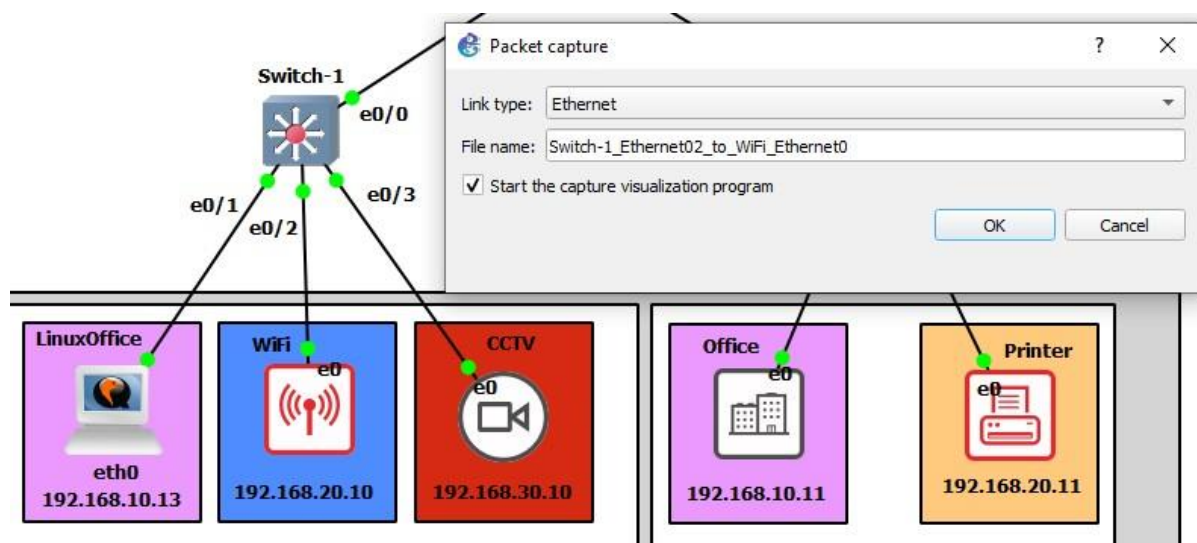 Packet capture
?
Link type:
Ethernet
File name:
Switch-1_Ethernet02_to_WiFi_Ethernet0
Start the capture visualization program
OK
Cancel
Switch-1
e0/0
e0/1
e0/2
e0/3
LinuxOffice
eth0
192.168.10.13
WiFi
e0
192.168.20.10
CCTV
e0
192.168.30.10
Office
e0
192.168.10.11
Printer
e0
192.168.20.11